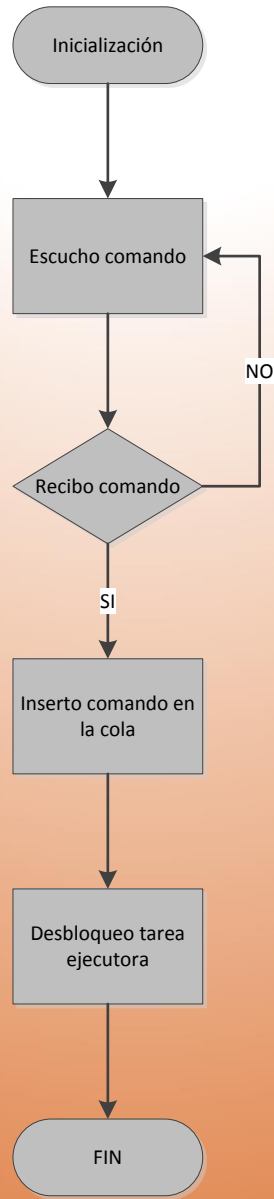 Inicialización
Escucho comando
NO
Recibo comando
SI
Inserto comando en
la cola
Desbloqueo tarea
ejecutora
FIN